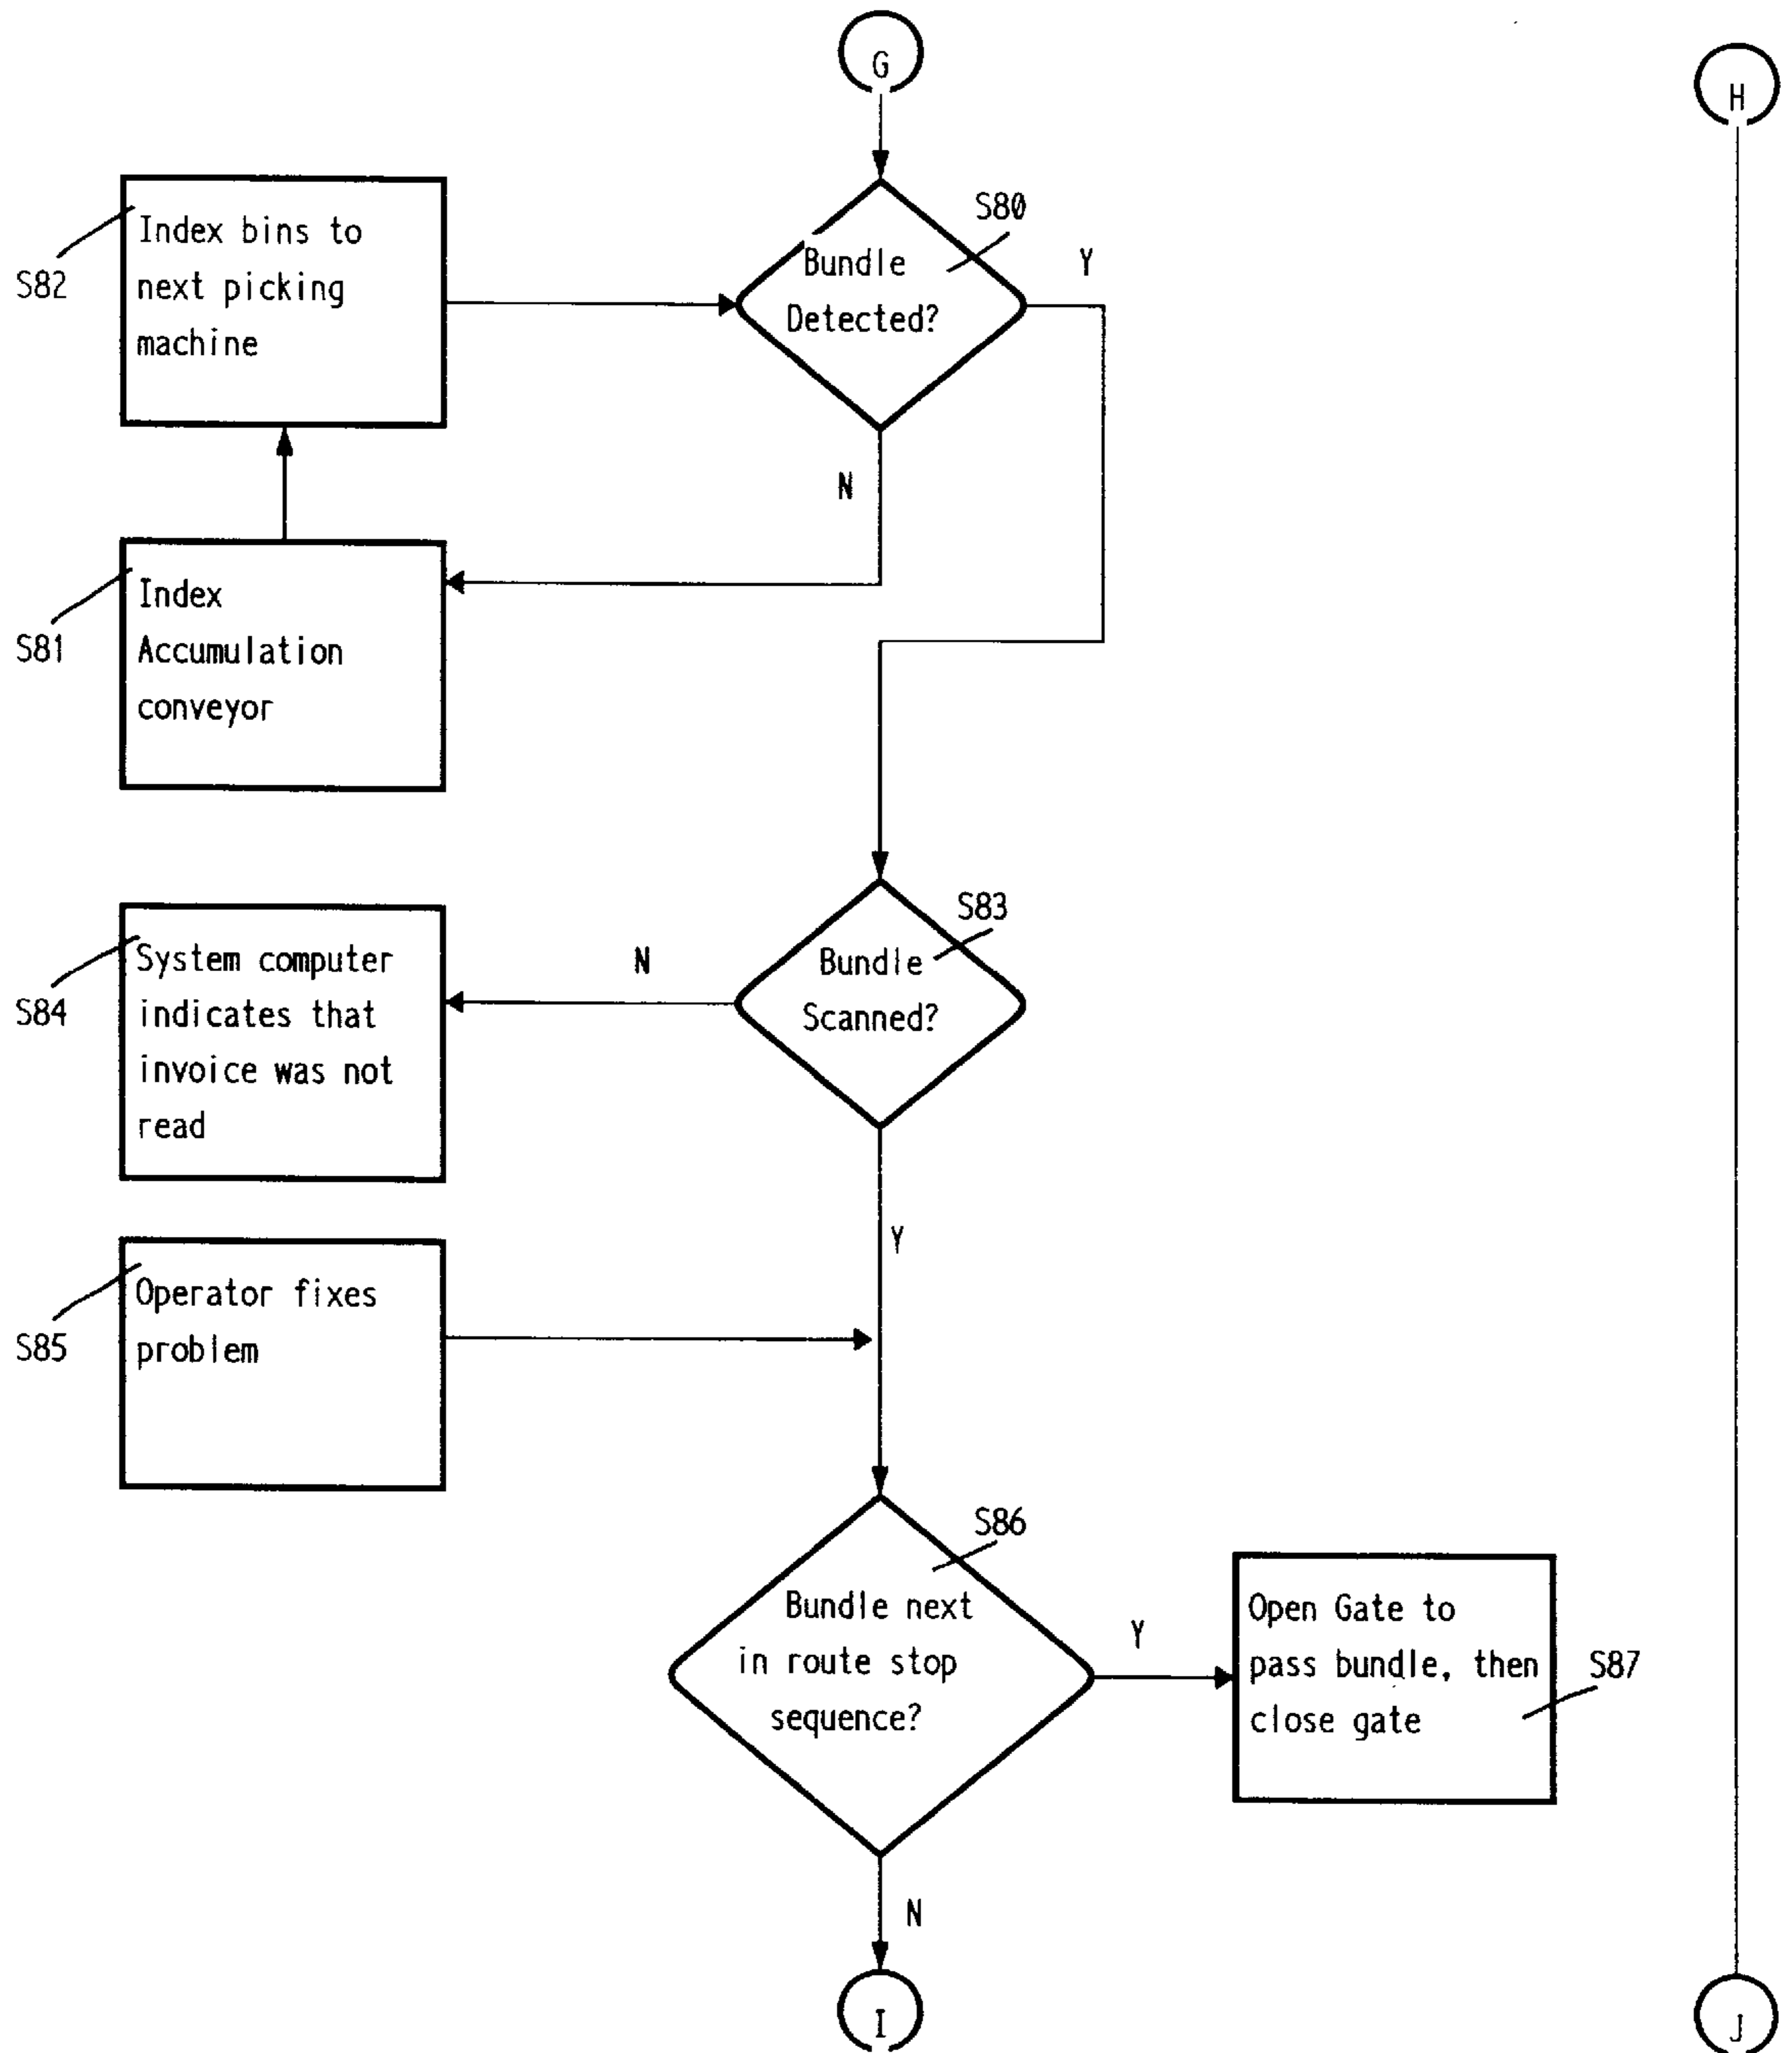 G
H
S80
Bundle
Detected?
Y
N
S82
Index bins to
next picking
machine
S81
Index
Accumulation
conveyor
S83
Bundle
Scanned?
N
Y
S84
System computer
indicates that
invoice was not
read
S85
Operator fixes
problem
S86
Bundle next
in route stop
sequence?
Y
N
Open Gate to
pass bundle, then
close gate
S87
I
J